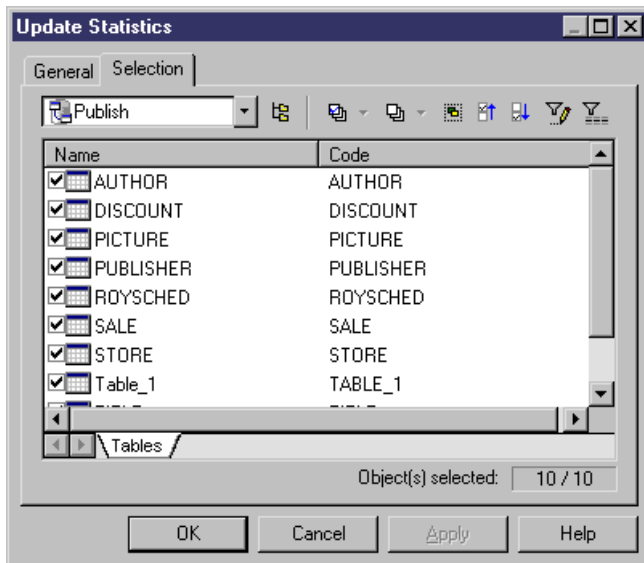 Update Statistics
General Selection
Publish
Name Code
AUTHOR AUTHOR
DISCOUNT DISCOUNT
PICTURE PICTURE
PUBLISHER PUBLISHER
ROYSCHED ROYSCHED
SALE SALE
STORE STORE
Table_1 TABLE_1
Tables
Object(s) selected: 10 / 10
OK Cancel Apply Help